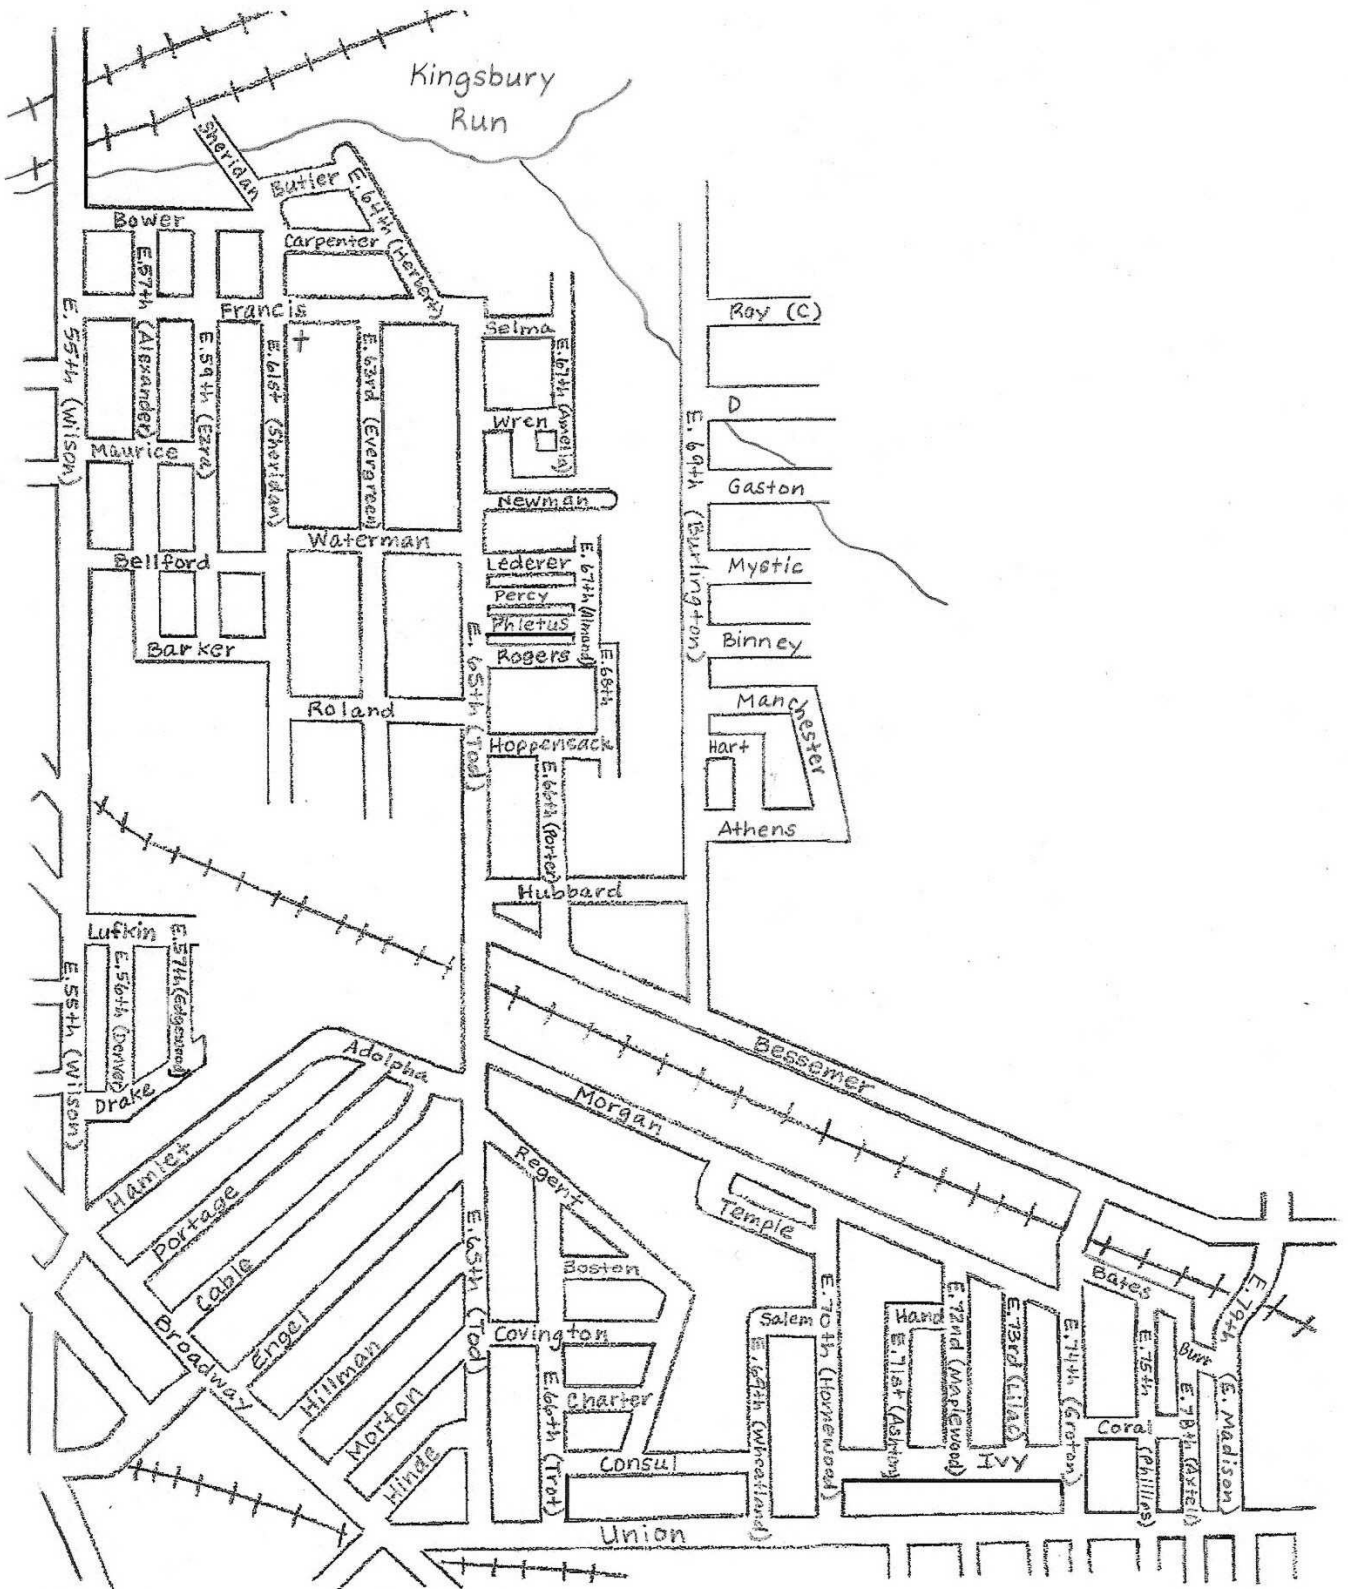 Kingsbury
Run
Sheridan
Butler
E. 64th (Herbert)
Bower
Carpenter
E. 57th (Alexander)
Francis
Selma
Ray (C)
E. 55th (Wilson)
E. 59th (Ezra)
E. 61st (Sheridan)
E. 63rd (Evergreen)
E. 67th (Amelia)
D
Wren
E. 69th (Burlington)
Maurice
Gaston
Newman
Waterman
Bellford
Lederer
Mystic
Percy
E. 67th (Almond)
Phletus
E. 65th (Tod)
Barker
Rogers
Binney
E. 68th
Roland
Manchester
Hoppensack
Hart
E. 66th (Porter)
Athens
Hubbard
Lufkin
E. 57th (Edgewood)
E. 56th (Denver)
E. 55th (Wilson)
Adolpha
Bessemer
Drake
Morgan
Hamlet
Regent
Portage
Temple
Cable
E. 65th (Tod)
Boston
Bates
E. 79th
(E. Madison)
Engel
Broadway
Covington
Salem
E. 70th (Homewood)
Hand
E. 72nd (Maplewood)
E. 73rd (Lilac)
E. 74th (Groton)
E. 75th
(Phillips)
Burr
Hillman
E. 66th (Trot)
Charter
E. 69th (Wheatland)
E. 71st (Ashton)
E. 78th (Axtell)
Morton
Coral
Hinde
Consul
Ivy
Union